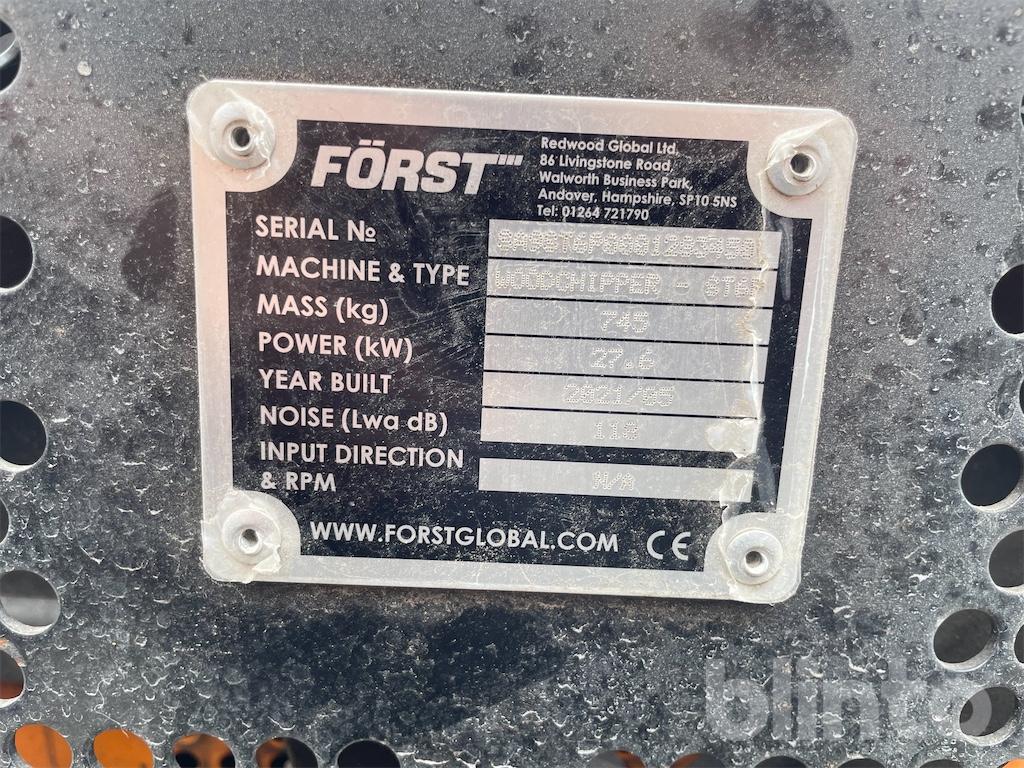 FÖRST
Redwood Global Ltd,
86 Livingstone Road,
Walworth Business Park,
Andover, Hampshire, SP10 5NS
Tel: 01264 721790
SERIAL №
MACHINE & TYPE WOODCHIPPER -
MASS (kg) 745
POWER (kW) 27.6
YEAR BUILT 2021/05
NOISE (Lwa dB)
INPUT DIRECTION
& RPM N/A
WWW.FORSTGLOBAL.COM CE
blinto